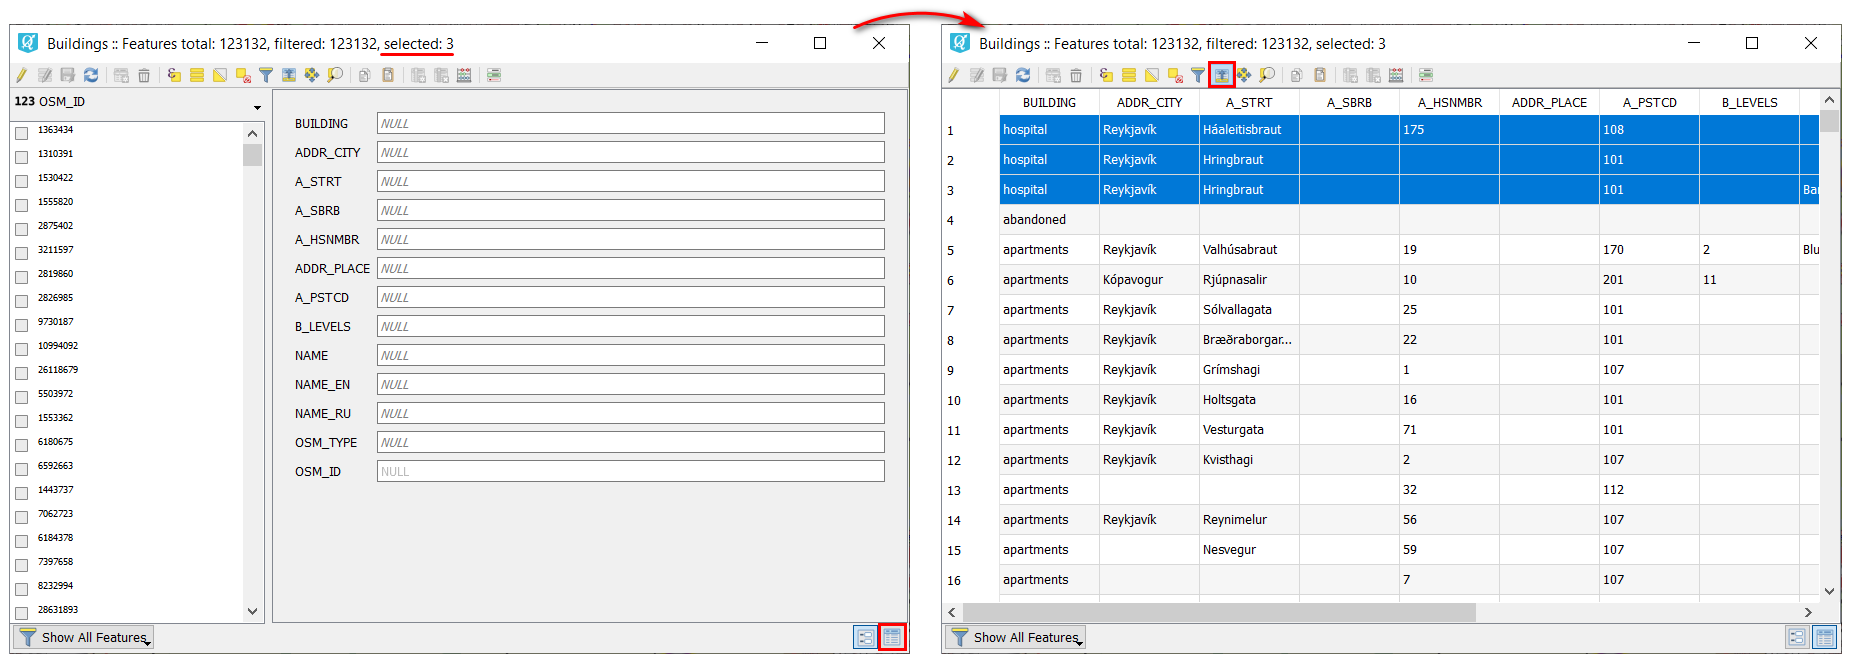 Buildings :: Features total: 123132, filtered: 123132, selected: 3
123 OSM_ID
1363434
1310391
1530422
1555820
2875402
3211597
2819860
2826985
9730187
10994092
26118679
5503972
1553362
6180675
6592663
1443737
7062723
6184378
7397658
8232994
28631893
BUILDING NULL
ADDR_CITY NULL
A_STRT NULL
A_SBRB NULL
A_HSNMBR NULL
ADDR_PLACE NULL
A_PSTCD NULL
B_LEVELS NULL
NAME NULL
NAME_EN NULL
NAME_RU NULL
OSM_TYPE NULL
OSM_ID NULL
Show All Features
Buildings :: Features total: 123132, filtered: 123132, selected: 3
BUILDING ADDR_CITY A_STRT A_SBRB A_HSNMBR ADDR_PLACE A_PSTCD B_LEVELS
1 hospital Reykjavík Háaleitisbraut 175 108
2 hospital Reykjavík Hringbraut 101
3 hospital Reykjavík Hringbraut 101 Bar
4 abandoned
5 apartments Reykjavík Valhúsabraut 19 170 2 Blu
6 apartments Kópavogur Rjúpnasalir 10 201 11
7 apartments Reykjavík Sólvallagata 25 101
8 apartments Reykjavík Bræðraborgar... 22 101
9 apartments Reykjavík Grímshagi 1 107
10 apartments Reykjavík Holtsgata 16 101
11 apartments Reykjavík Vesturgata 71 101
12 apartments Reykjavík Kvisthagi 2 107
13 apartments 32 112
14 apartments Reykjavík Reynimelur 56 107
15 apartments Nesvegur 59 107
16 apartments 7 107
Show All Features